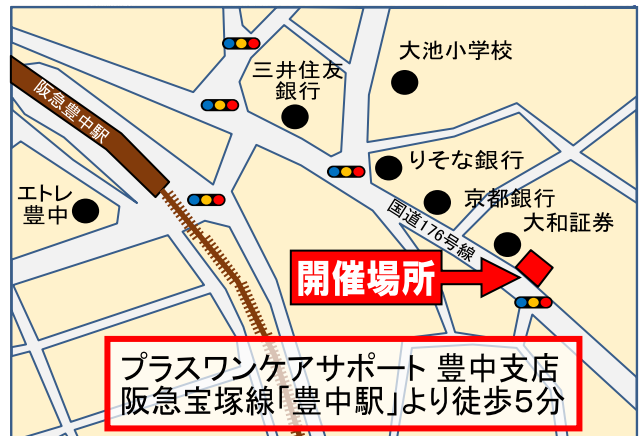 大池小学校
三井住友
銀行
阪急豊中駅
りそな銀行
エトレ
豊中
京都銀行
国道176号線
大和証券
開催場所
プラスワンケアサポート 豊中支店
阪急宝塚線「豊中駅」より徒歩5分